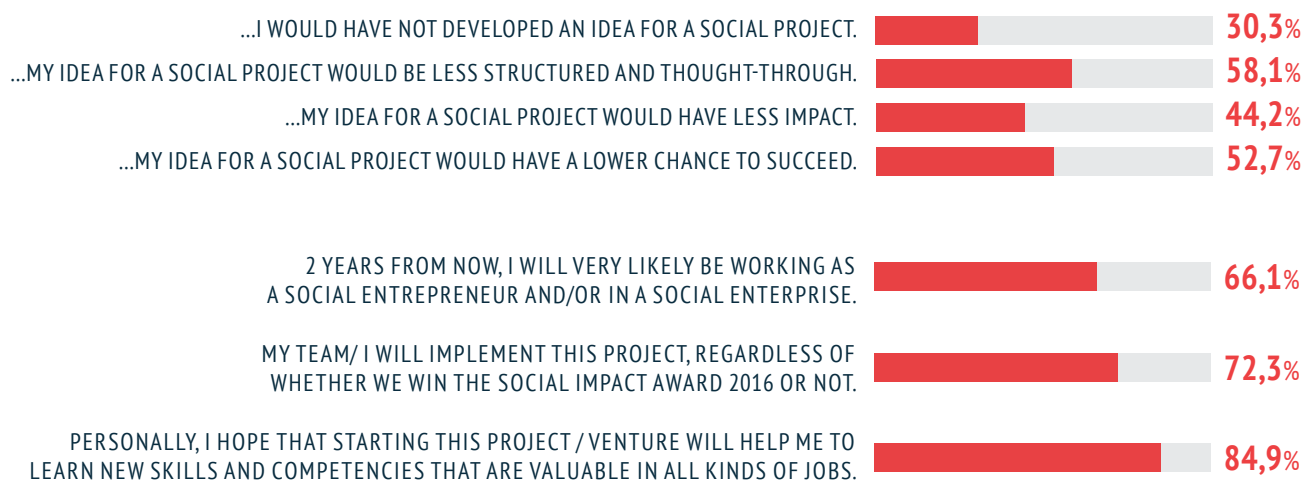 ...I WOULD HAVE NOT DEVELOPED AN IDEA FOR A SOCIAL PROJECT. 30,3%
...MY IDEA FOR A SOCIAL PROJECT WOULD BE LESS STRUCTURED AND THOUGHT-THROUGH. 58,1%
...MY IDEA FOR A SOCIAL PROJECT WOULD HAVE LESS IMPACT. 44,2%
...MY IDEA FOR A SOCIAL PROJECT WOULD HAVE A LOWER CHANCE TO SUCCEED. 52,7%
2 YEARS FROM NOW, I WILL VERY LIKELY BE WORKING AS
A SOCIAL ENTREPRENEUR AND/OR IN A SOCIAL ENTERPRISE.
66,1%
MY TEAM/ I WILL IMPLEMENT THIS PROJECT, REGARDLESS OF
WHETHER WE WIN THE SOCIAL IMPACT AWARD 2016 OR NOT.
72,3%
PERSONALLY, I HOPE THAT STARTING THIS PROJECT / VENTURE WILL HELP ME TO
LEARN NEW SKILLS AND COMPETENCIES THAT ARE VALUABLE IN ALL KINDS OF JOBS.
84,9%